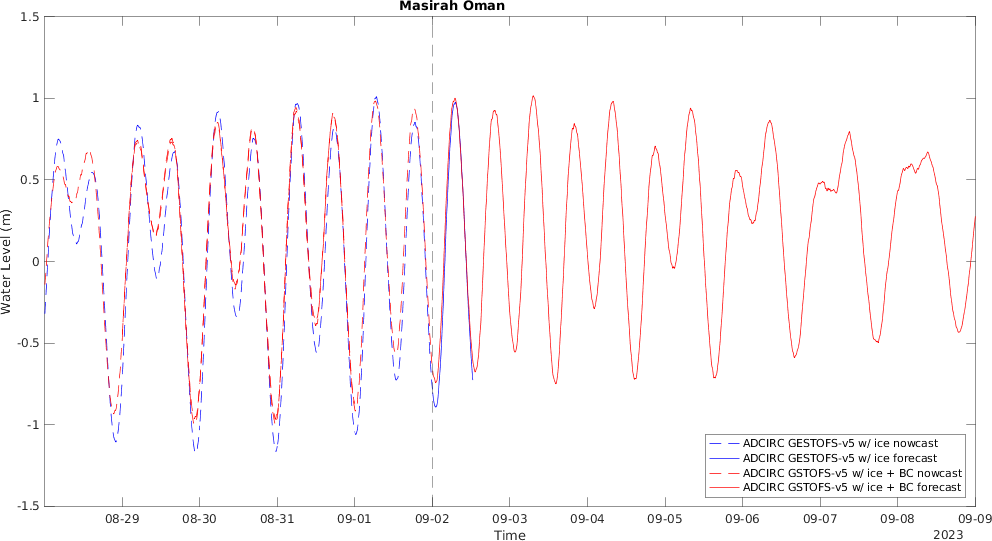 Masirah Oman
1.5
1
0.5
0
-0.5
-1
-1.5
Water Level (m)
ADCIRC GESTOFS-v5 w/ ice nowcast
ADCIRC GESTOFS-v5 w/ ice forecast
ADCIRC GSTOFS-v5 w/ ice + BC nowcast
ADCIRC GSTOFS-v5 w/ ice + BC forecast
08-29 08-30 08-31 09-01 09-02 09-03 09-04 09-05 09-06 09-07 09-08 09-09
Time
2023